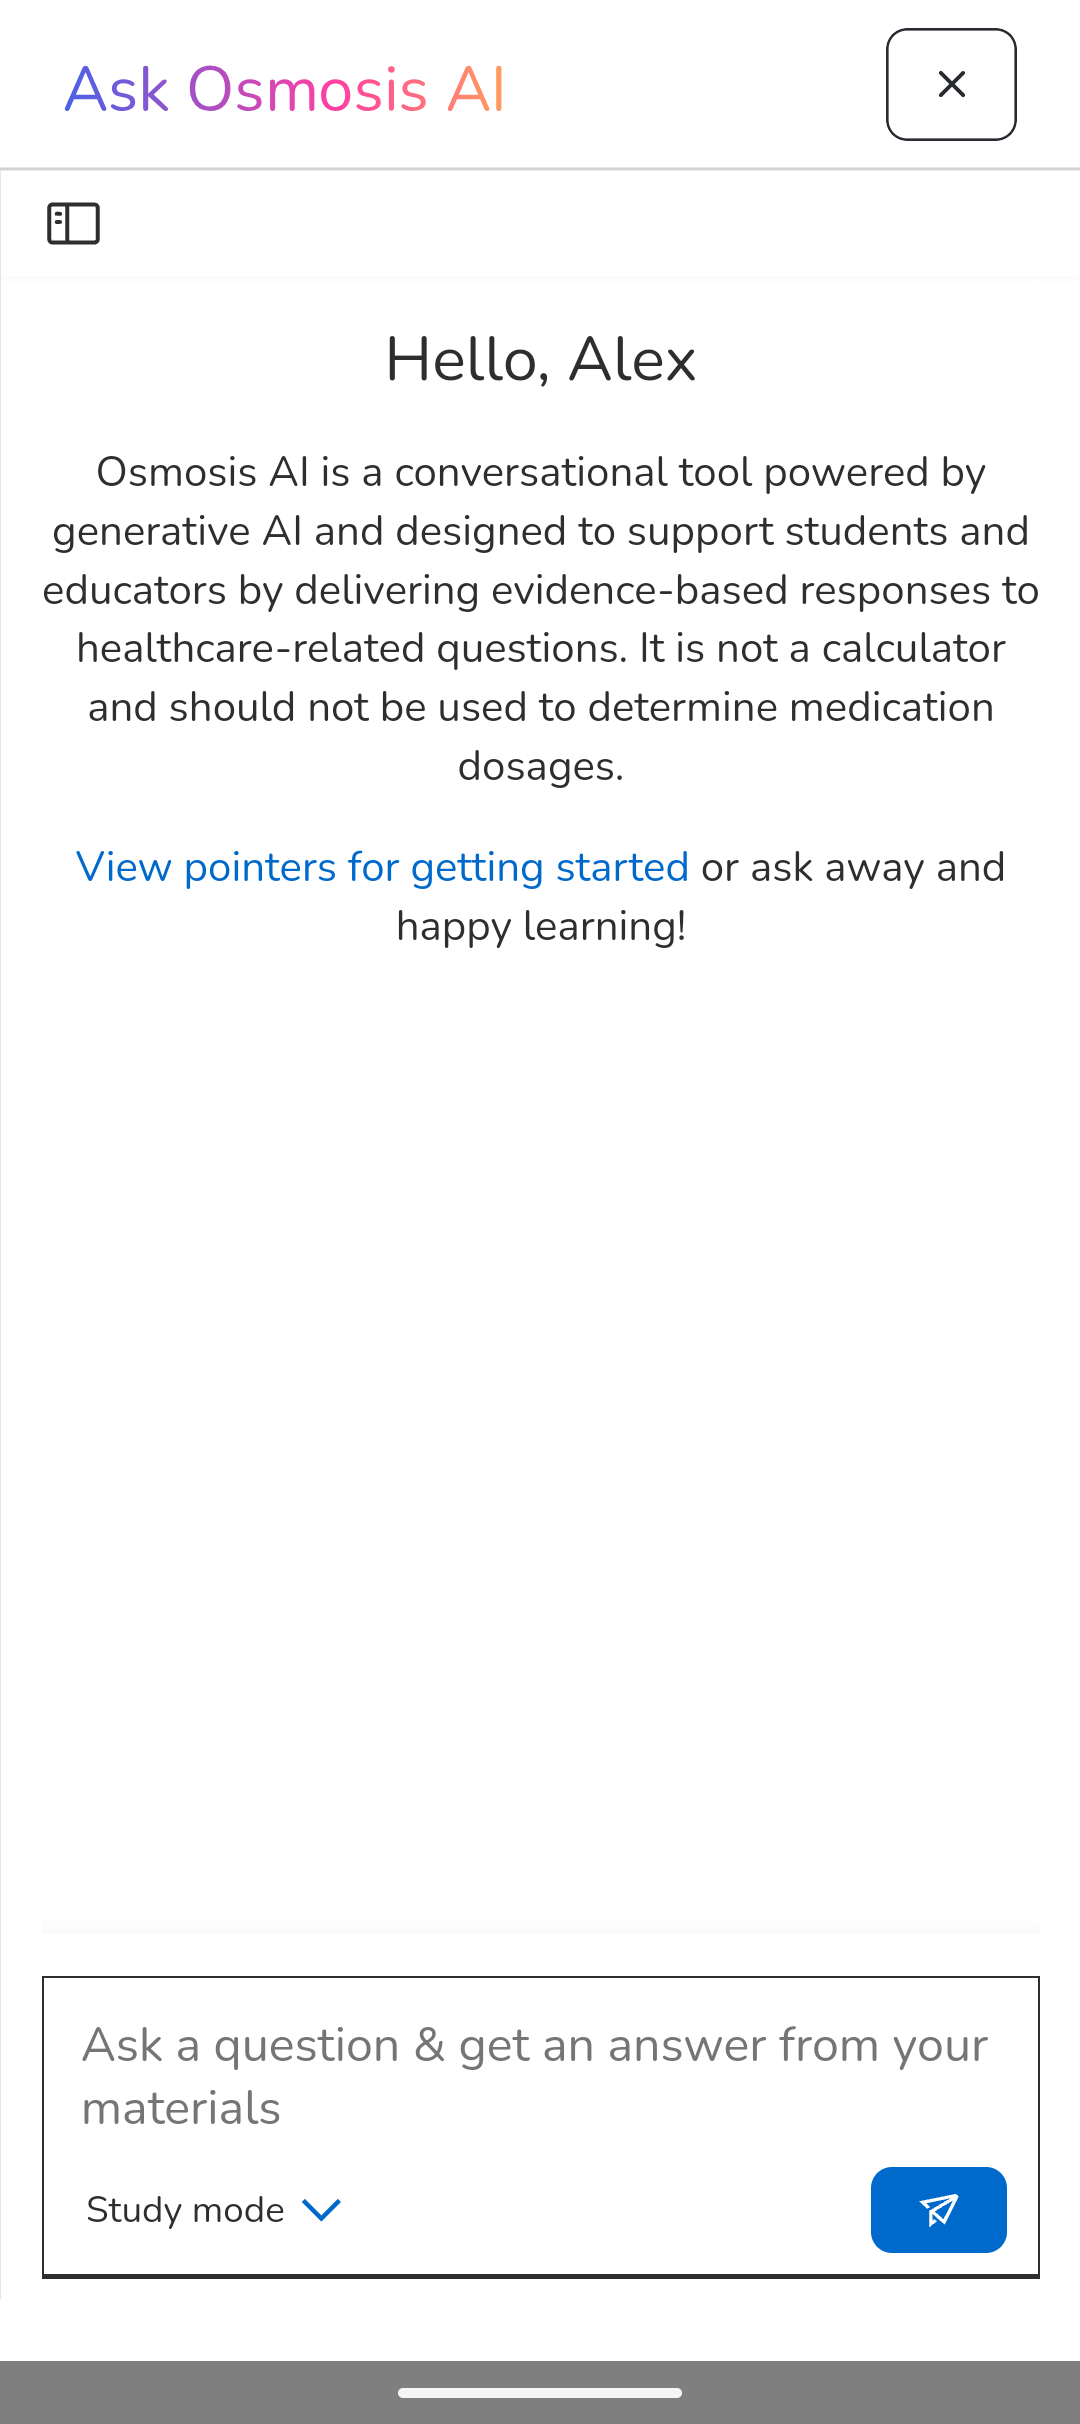 Ask Osmosis AI
Hello, Alex
Osmosis AI is a conversational tool powered by
generative AI and designed to support students and
educators by delivering evidence-based responses to
healthcare-related questions. It is not a calculator
and should not be used to determine medication
dosages.
View pointers for getting started or ask away and
happy learning!
Ask a question & get an answer from your
materials
Study mode